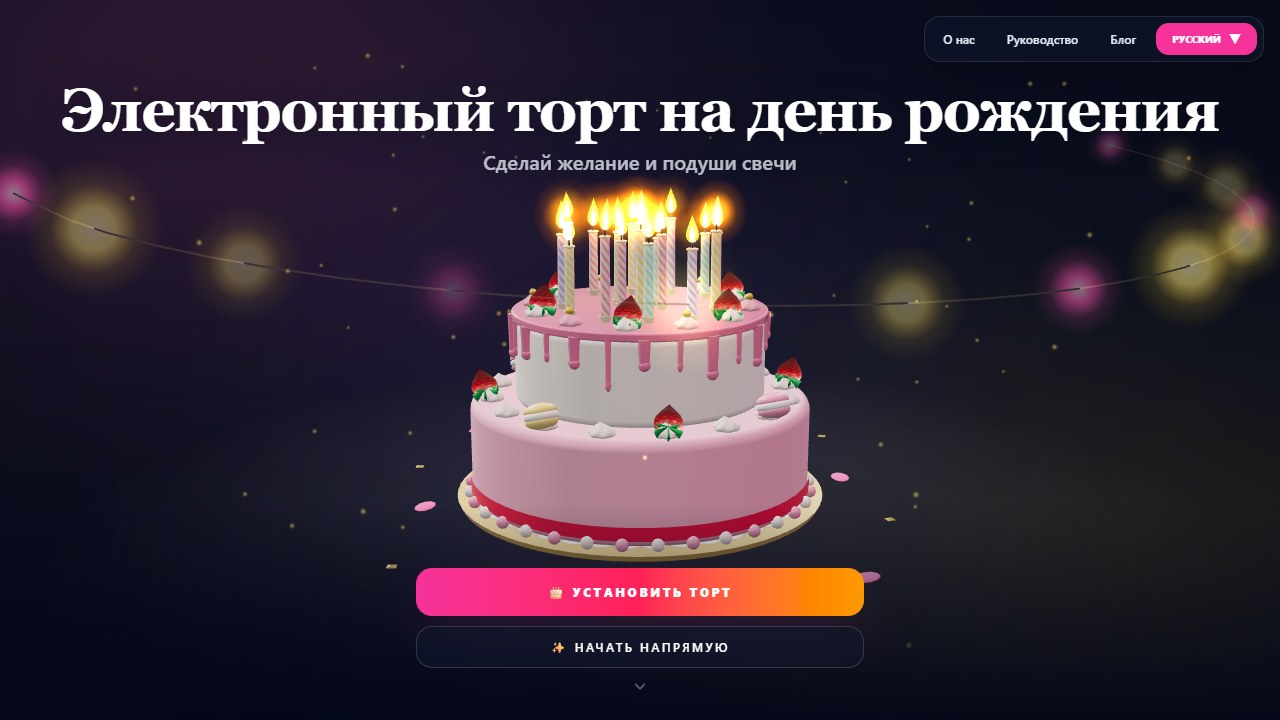 О нас
Руководство
Блог
РУССКИЙ
Электронный торт на день рождения
Сделай желание и подуши свечи
УСТАНОВИТЬ ТОРТ
НАЧАТЬ НАПРЯМУЮ